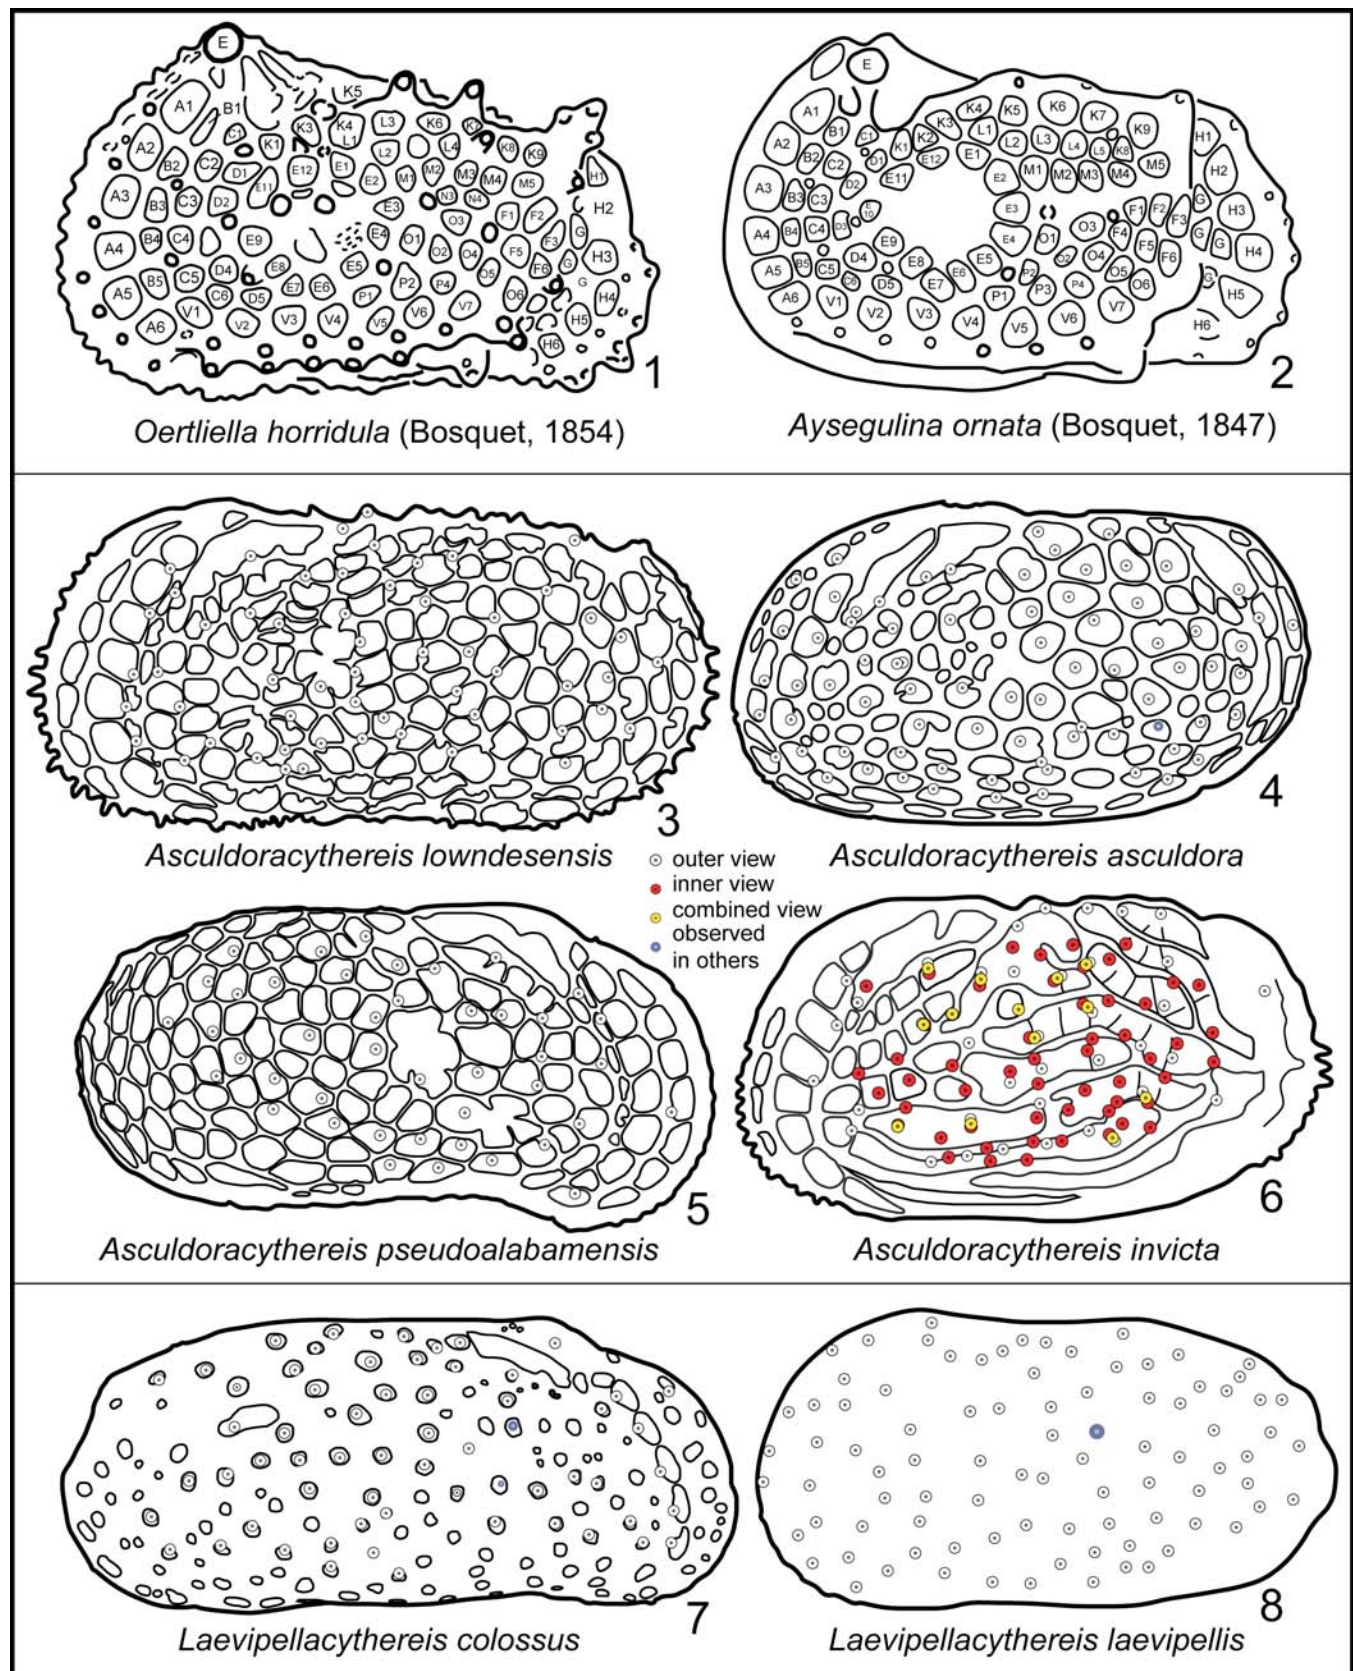 E
K5
A1 B1 C1 K1 K3 K4 L1 L3 K6 K7
A2 B2 C2 D1 E11 E12 E1 L2 L4 K8 K9
A3 B3 C3 D2 E2 M1 M2 M3 M4 M5 H1
E3 N3 N4 O3 F1 F2 H2
A4 B4 C4 E9 E4 O1 O2 O4 F5 F3 G H3
A5 B5 C5 D4 E8 E5 O5 F6 G
C6 D5 E7 E6 P1 P2 P4 O6 G H4
A6 V1 V2 V3 V4 V5 V6 V7 H5
H6
1
Oertliella horridula (Bosquet, 1854)
E
A1 B1 C1 K1 K2 K3 K4 K5 K6 K7 K9 H1
A2 B2 C2 D1 E12 E1 L1 L2 L3 L4 L5 K8
A3 B3 C3 D2 E11 E2 M1 M2 M3 M4 M5 H2
A4 B4 C4 D3 E10 E3 O3 F1 F2 F3 G H3
A5 B5 C5 D4 E9 E4 O1 O2 O4 F4 F5 F6 G G H4
A6 C6 D5 E8 E7 E6 E5 P1 P2 P3 P4 O5 O6 G H5
V1 V2 V3 V4 V5 V6 V7 H6
2
Aysegulina ornata (Bosquet, 1847)
3
Asculdoracythereis lowndesensis
4
Asculdoracythereis asculdora
outer view
inner view
combined view
observed
in others
5
Asculdoracythereis pseudoalabamensis
6
Asculdoracythereis invicta
7
Laevipellacythereis colossus
8
Laevipellacythereis laevipellis